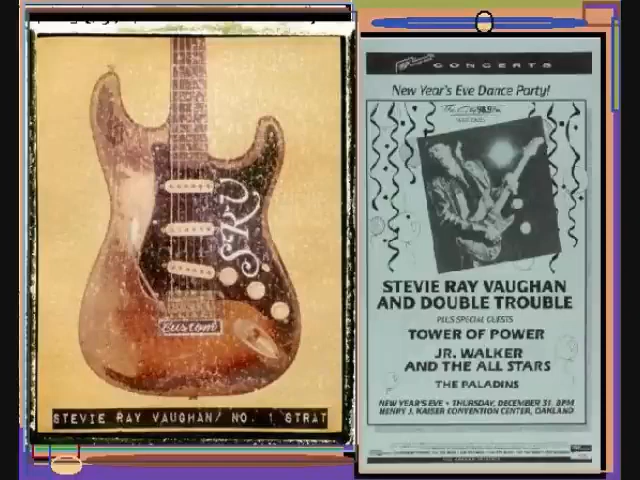 SRV
Custom
STEVIE RAY VAUGHAN/ NO. 1 STRAT
CONCERTS
New Year's Eve Dance Party!
STEVIE RAY VAUGHAN
AND DOUBLE TROUBLE
PLUS SPECIAL GUESTS
TOWER OF POWER
JR. WALKER
AND THE ALL STARS
THE PALADINS
NEW YEAR'S EVE • THURSDAY, DECEMBER 31, 8PM
HENRY J. KAISER CONVENTION CENTER, OAKLAND